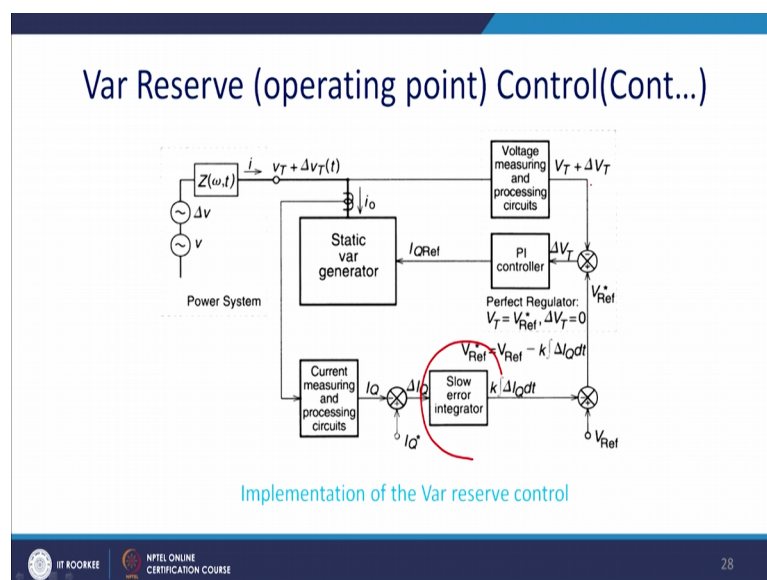 Var Reserve (operating point) Control(Cont...)
Z(ω,t)
i
vT + ΔvT(t)
Voltage
measuring
and
processing
circuits
VT + ΔVT
Δv
v
io
Static
var
generator
IQRef
PI
controller
ΔVT
V*Ref
Power System
Perfect Regulator:
VT = V*Ref, ΔVT = 0
V*Ref = VRef − k∫ΔIQdt
Current
measuring
and
processing
circuits
IQ
ΔIQ
Slow
error
integrator
k∫ΔIQdt
IQ*
VRef
Implementation of the Var reserve control
IIT ROORKEE
NPTEL ONLINE
CERTIFICATION COURSE
28